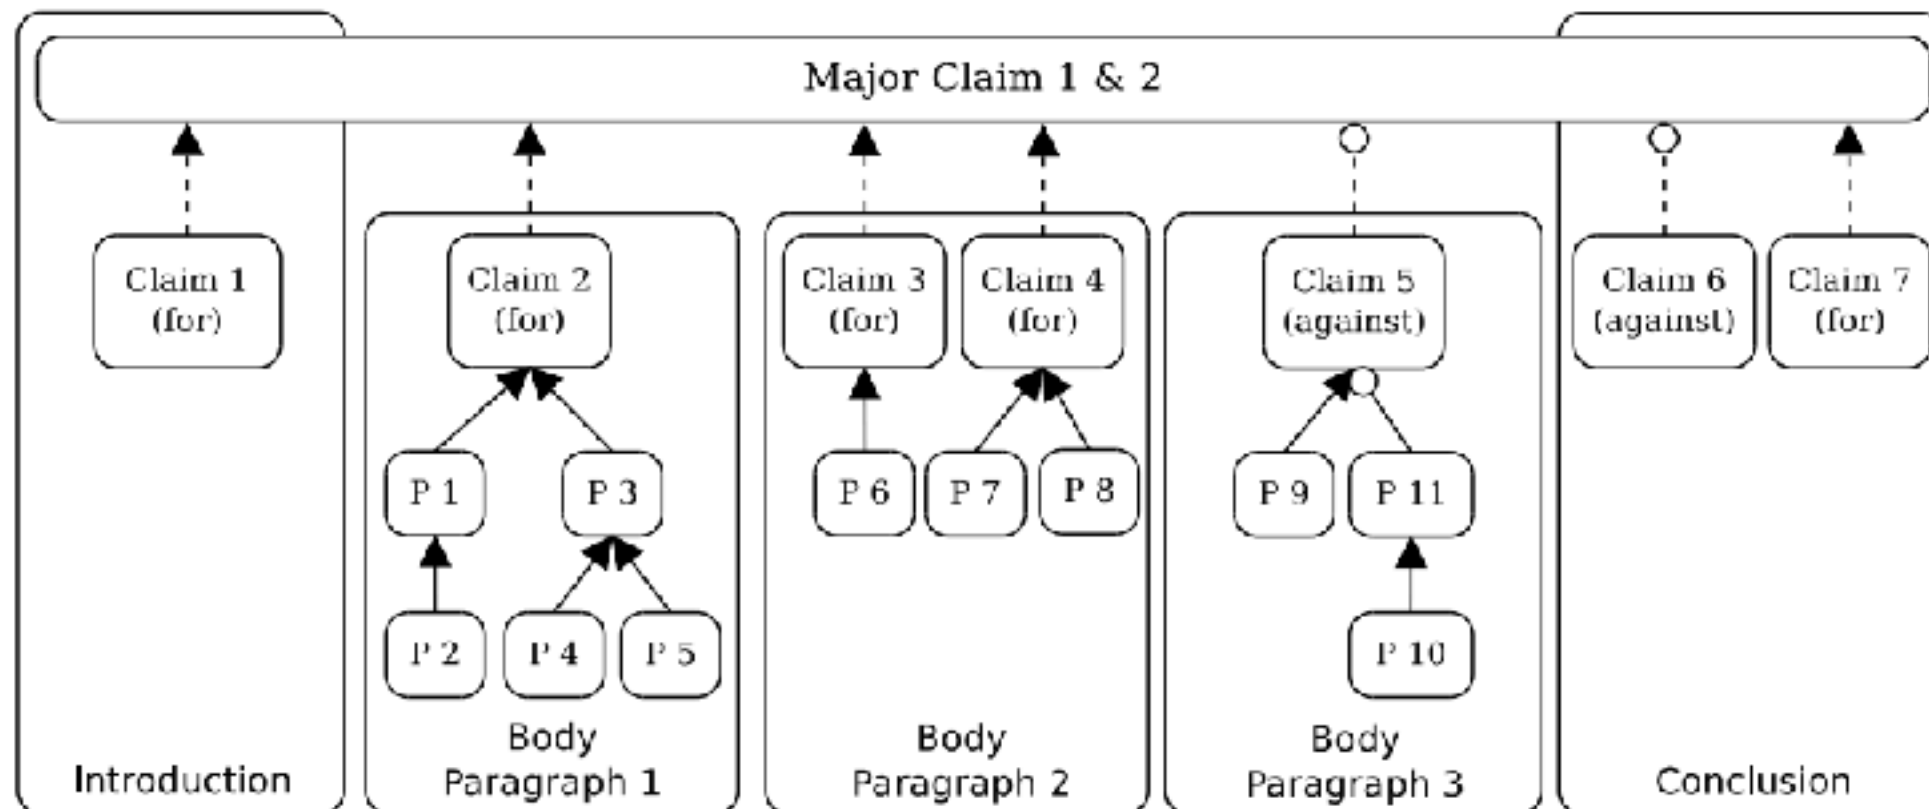 Major Claim 1 & 2
Claim 1
(for)
Claim 2
(for)
Claim 3
(for)
Claim 4
(for)
Claim 5
(against)
Claim 6
(against)
Claim 7
(for)
P 1
P 3
P 6
P 7
P 8
P 9
P 11
P 2
P 4
P 5
P 10
Introduction
Body
Paragraph 1
Body
Paragraph 2
Body
Paragraph 3
Conclusion